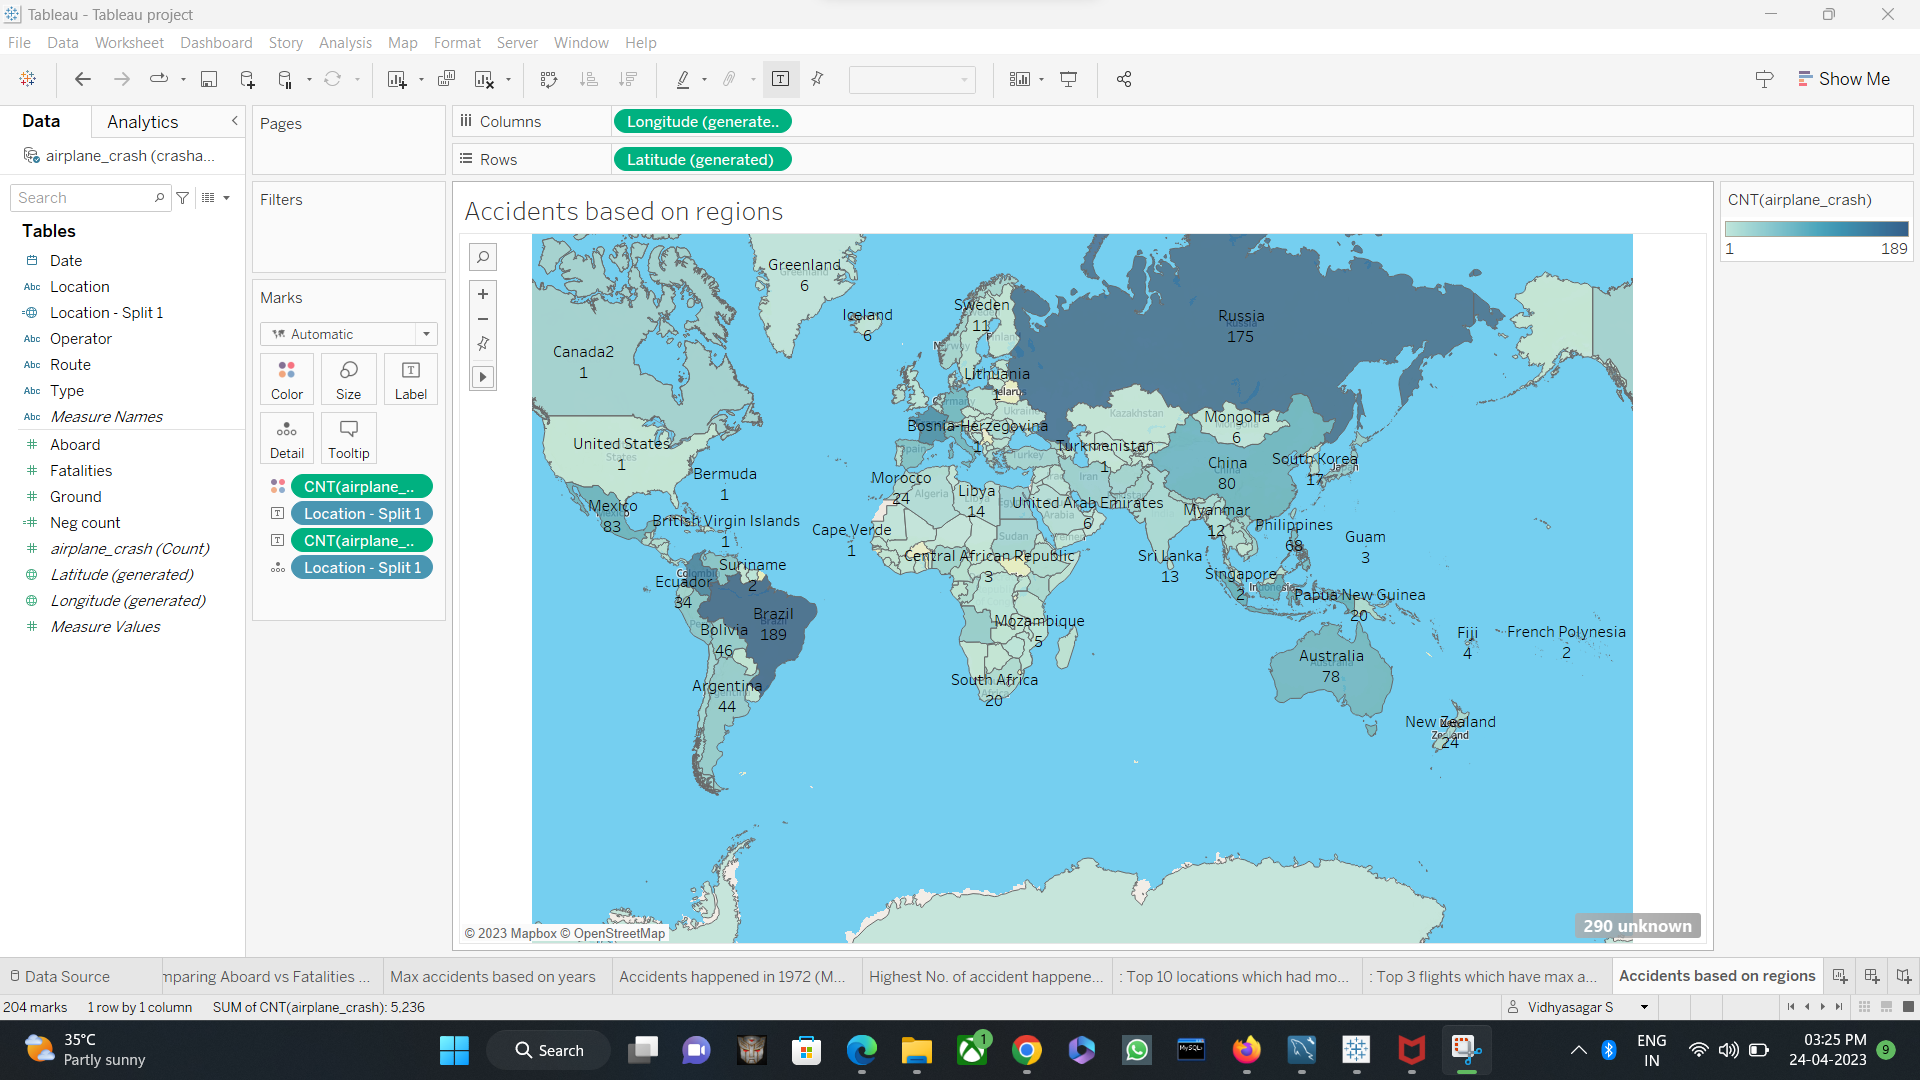 Tableau - Tableau project
File Data Worksheet Dashboard Story Analysis Map Format Server Window Help
Show Me
Data
Analytics
airplane_crash (crasha...
Search
Tables
Date
Abc Location
Location - Split 1
Abc Operator
Abc Route
Abc Type
Abc Measure Names
Aboard
Fatalities
Ground
Neg count
airplane_crash (Count)
Latitude (generated)
Longitude (generated)
Measure Values
Pages
Filters
Marks
Automatic
Color Size Label
Detail Tooltip
CNT(airplane_..
Location - Split 1
CNT(airplane_..
Location - Split 1
Columns
Longitude (generate..
Rows
Latitude (generated)
Accidents based on regions
Greenland
6
Iceland
6
Sweden
11
Russia
175
Canada2
1
Lithuania
1
Kazakhstan
Mongolia
6
Bosnia-Herzegovina
1
United States
1
Turkmenistan
1
China
80
South Korea
17
Bermuda
1
Morocco
24
Algeria
Libya
14
United Arab Emirates
6
Mexico
83
British Virgin Islands
1
Cape Verde
1
Sudan
Myanmar
12
Philippines
68
Guam
3
Central African Republic
3
Sri Lanka
13
Suriname
2
Ecuador
34
Singapore
2
Papua New Guinea
20
Brazil
189
Bolivia
46
Mozambique
5
Fiji
4
French Polynesia
2
Australia
78
South Africa
20
Argentina
44
New Zealand
24
© 2023 Mapbox © OpenStreetMap
290 unknown
CNT(airplane_crash)
1 189
Data Source
mparing Aboard vs Fatalities ...
Max accidents based on years
Accidents happened in 1972 (M...
Highest No. of accident happene...
: Top 10 locations which had mo...
: Top 3 flights which have max a...
Accidents based on regions
204 marks 1 row by 1 column SUM of CNT(airplane_crash): 5,236
Vidhyasagar S
35°C
Partly sunny
Search
1
MySQL
ENG
IN
03:25 PM
24-04-2023
9